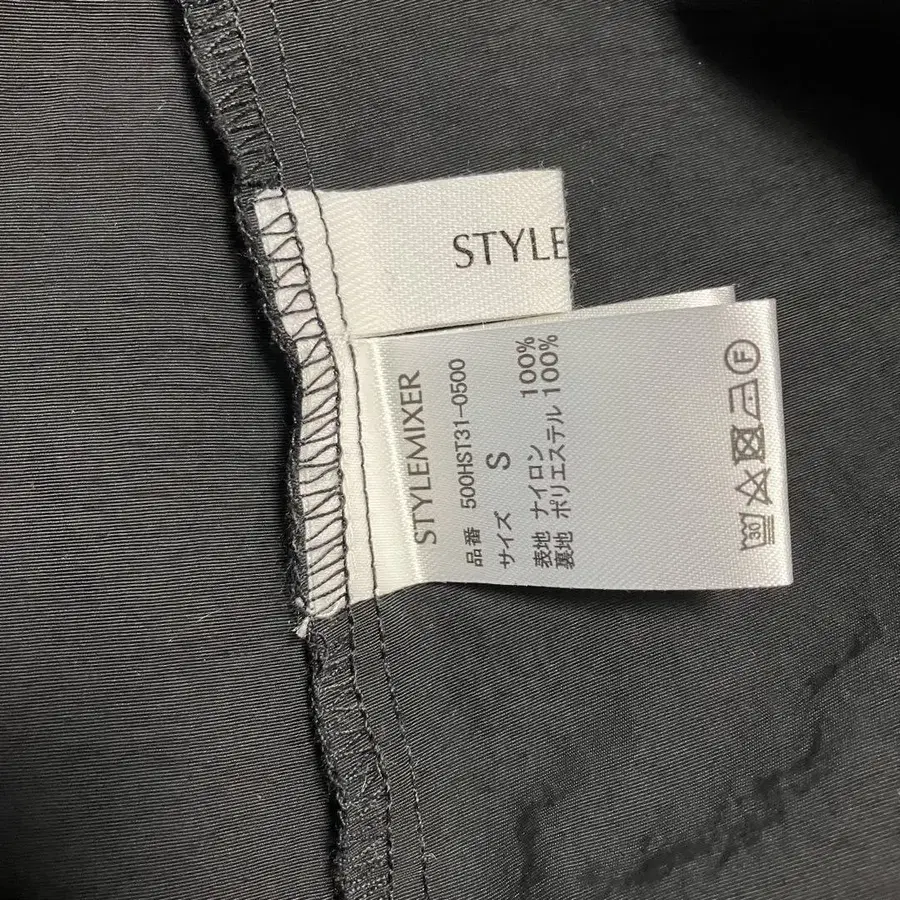 STYLE
STYLEMIXER
品番 500HST31-0500
サイズ S
表地 ナイロン 100%
裏地 ポリエステル 100%
30 F